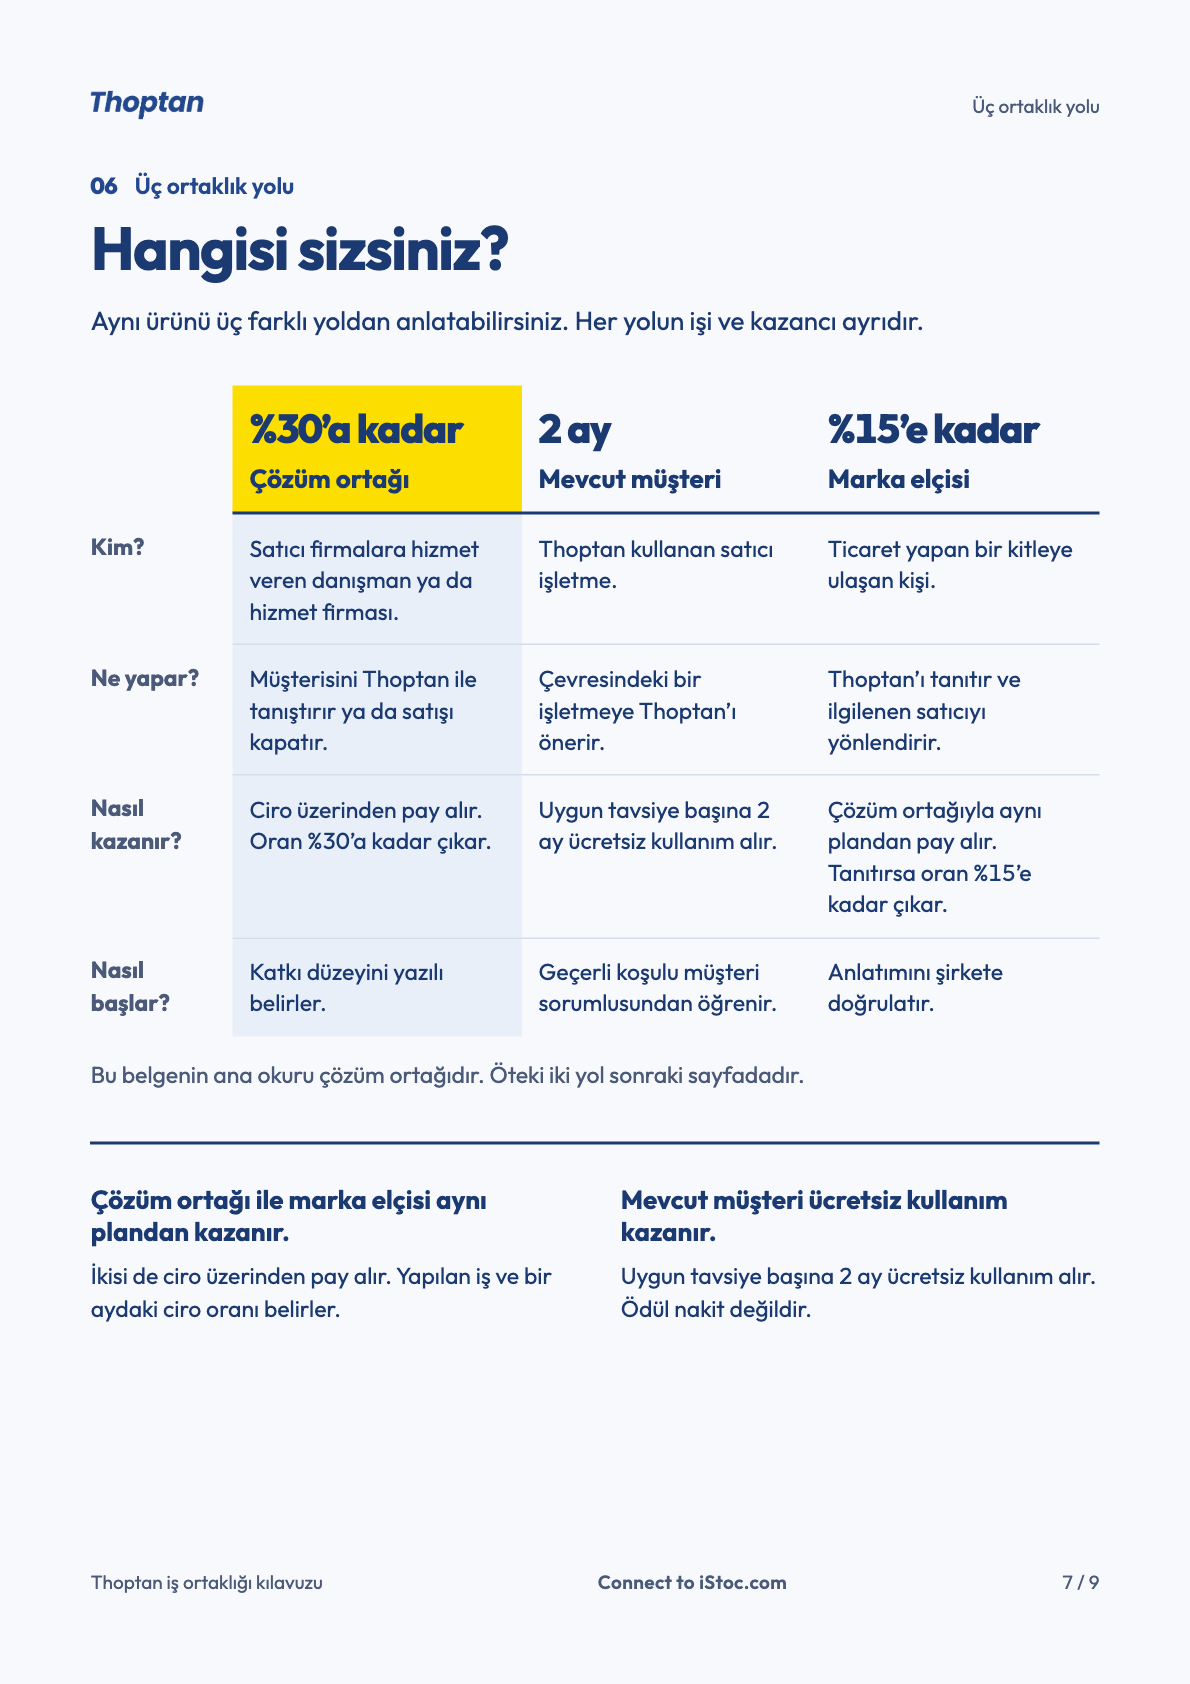 Thoptan
Üç ortaklık yolu
06 Üç ortaklık yolu
Hangisi sizsiniz?
Aynı ürünü üç farklı yoldan anlatabilirsiniz. Her yolun işi ve kazancı ayrıdır.
%30’a kadar
Çözüm ortağı
2 ay
Mevcut müşteri
%15’e kadar
Marka elçisi
Kim?
Satıcı firmalara hizmet
veren danışman ya da
hizmet firması.
Thoptan kullanan satıcı
işletme.
Ticaret yapan bir kitleye
ulaşan kişi.
Ne yapar?
Müşterisini Thoptan ile
tanıştırır ya da satışı
kapatır.
Çevresindeki bir
işletmeye Thoptan’ı
önerir.
Thoptan’ı tanıtır ve
ilgilenen satıcıyı
yönlendirir.
Nasıl
kazanır?
Ciro üzerinden pay alır.
Oran %30’a kadar çıkar.
Uygun tavsiye başına 2
ay ücretsiz kullanım alır.
Çözüm ortağıyla aynı
plandan pay alır.
Tanıtırsa oran %15’e
kadar çıkar.
Nasıl
başlar?
Katkı düzeyini yazılı
belirler.
Geçerli koşulu müşteri
sorumlusundan öğrenir.
Anlatımını şirkete
doğrulatır.
Bu belgenin ana okuru çözüm ortağıdır. Öteki iki yol sonraki sayfadadır.
Çözüm ortağı ile marka elçisi aynı
plandan kazanır.
İkisi de ciro üzerinden pay alır. Yapılan iş ve bir
aydaki ciro oranı belirler.
Mevcut müşteri ücretsiz kullanım
kazanır.
Uygun tavsiye başına 2 ay ücretsiz kullanım alır.
Ödül nakit değildir.
Thoptan iş ortaklığı kılavuzu
Connect to iStoc.com
7 / 9